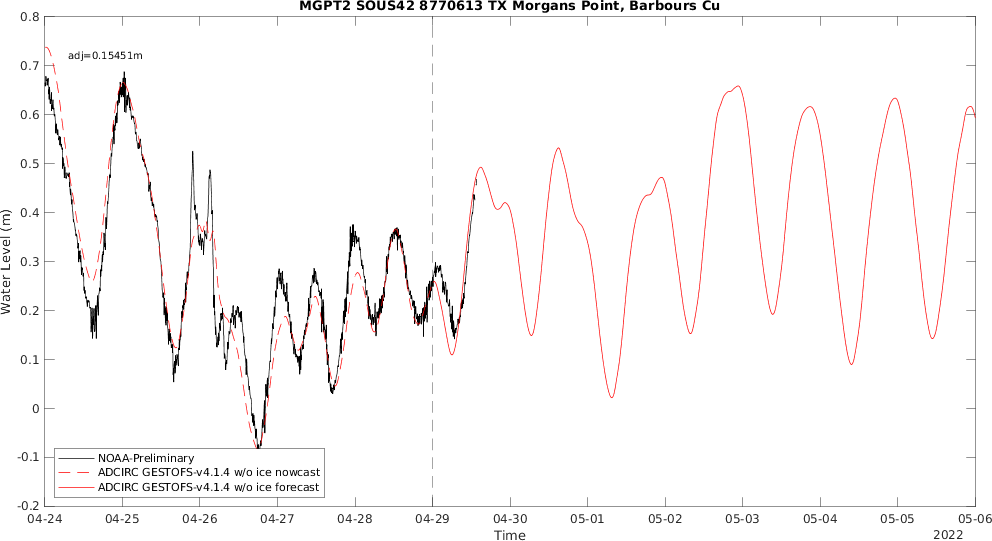 MGPT2 SOUS42 8770613 TX Morgans Point, Barbours Cu
adj=0.15451m
Water Level (m)
0.8
0.7
0.6
0.5
0.4
0.3
0.2
0.1
0
-0.1
-0.2
NOAA-Preliminary
ADCIRC GESTOFS-v4.1.4 w/o ice nowcast
ADCIRC GESTOFS-v4.1.4 w/o ice forecast
04-24 04-25 04-26 04-27 04-28 04-29 04-30 05-01 05-02 05-03 05-04 05-05 05-06
Time
2022